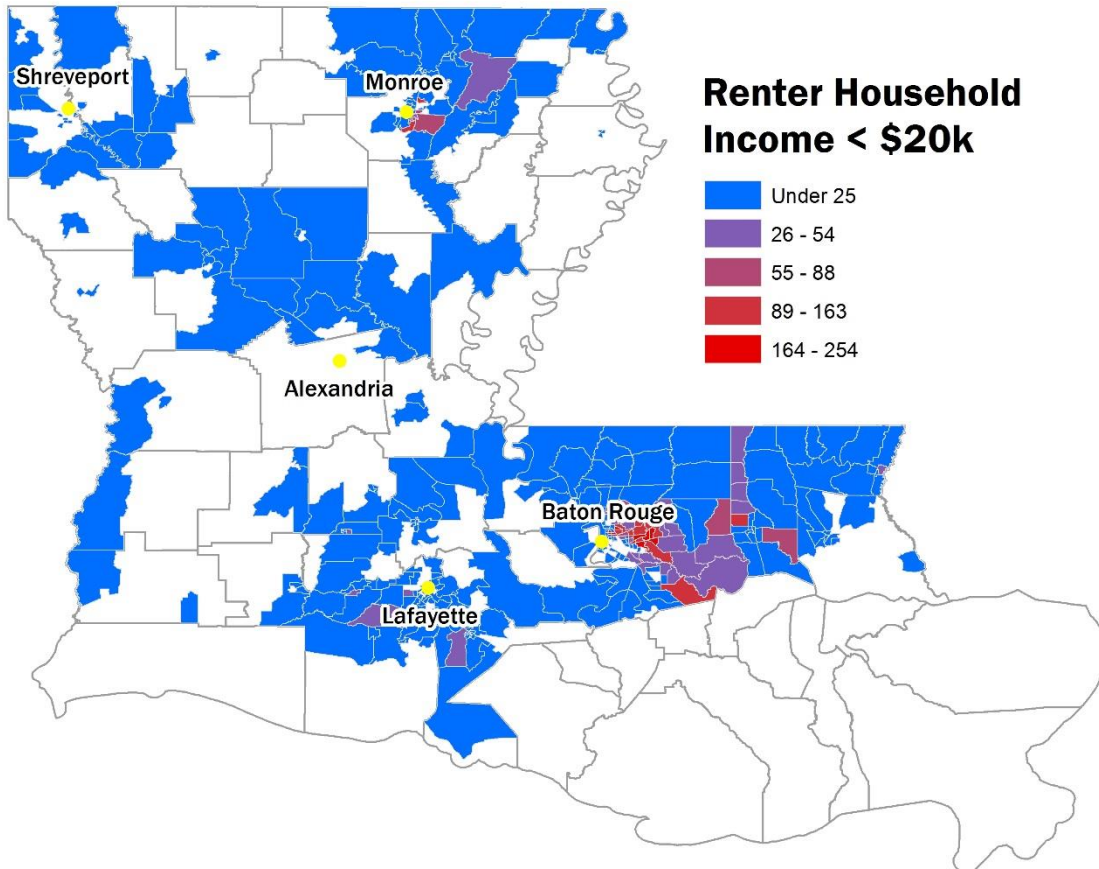 Shreveport
Monroe
Renter Household
Income < $20k
Under 25
26 - 54
55 - 88
89 - 163
164 - 254
Alexandria
Baton Rouge
Lafayette